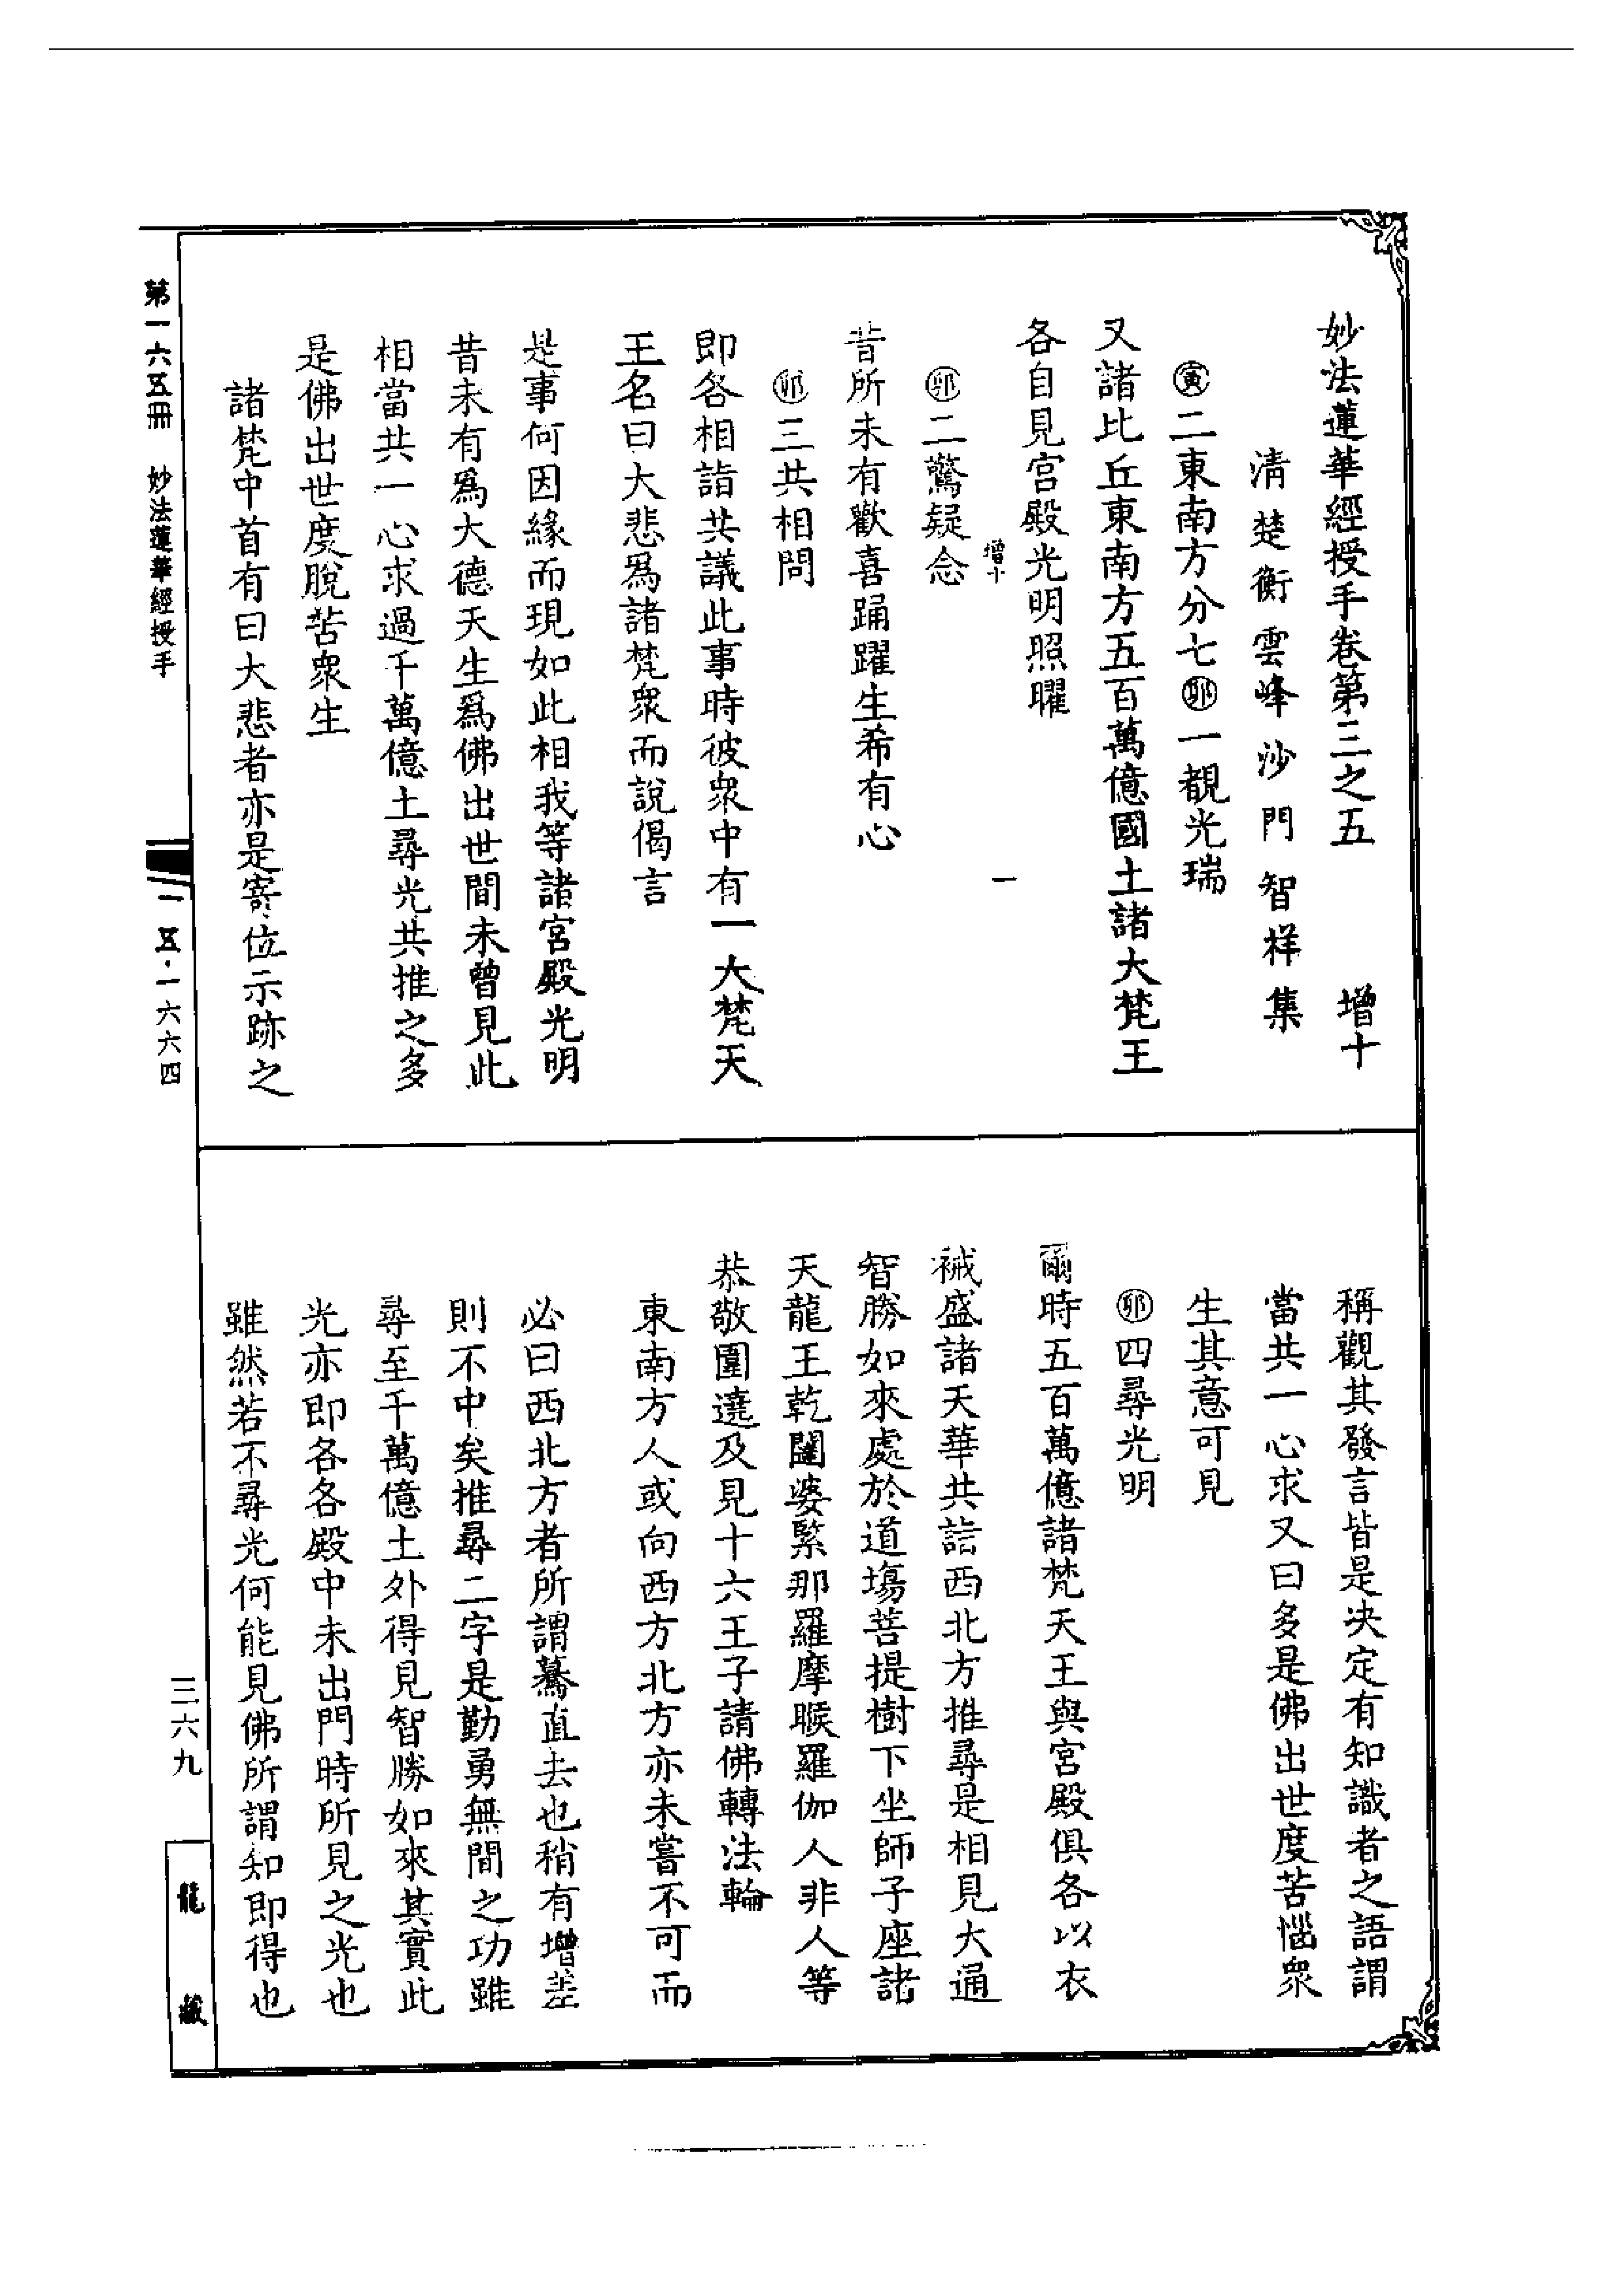 妙法蓮華經授手卷第三之五　增十
清楚衡雲峰沙門智祥集
㊞二東南方分七㊞一覩光瑞
又諸比丘東南方五百萬億國土諸大梵王
各自見宮殿光明照曜
增十　一
卯二驚疑念
昔所未有歡喜踊躍生希有心
卯三共相問
即各相詣共議此事時彼衆中有一大梵天
王名曰大悲爲諸梵衆而說偈言
是事何因緣而現如此相我等諸宮殿光明
昔未有爲大德天生爲佛出世間未曾見此
相當共一心求過千萬億土尋光共推之多
是佛出世度脫苦衆生
諸梵中首有曰大悲者亦是寄位示跡之
稱觀其發言皆是决定有知識者之語謂
當共一心求又曰多是佛出世度苦惱衆
生其意可見
卯四尋光明
爾時五百萬億諸梵天王與宮殿俱各以衣
裓盛諸天華共詣西北方推尋是相見大通
智勝如來處於道塲菩提樹下坐師子座諸
天龍王乾闥婆緊那羅摩睺羅伽人非人等
恭敬圍遶及見十六王子請佛轉法輪
東南方人或向西方北方亦未嘗不可而
必曰西北方者所謂驀直去也稍有增差
則不中矣推尋二字是勤勇無間之功雖
尋至千萬億土外得見智勝如來其實此
光亦即各各殿中未出門時所見之光也
雖然若不尋光何能見佛所謂知即得也
第一六五冊　妙法蓮華經授手
一五·一六六四
三六九
龍藏